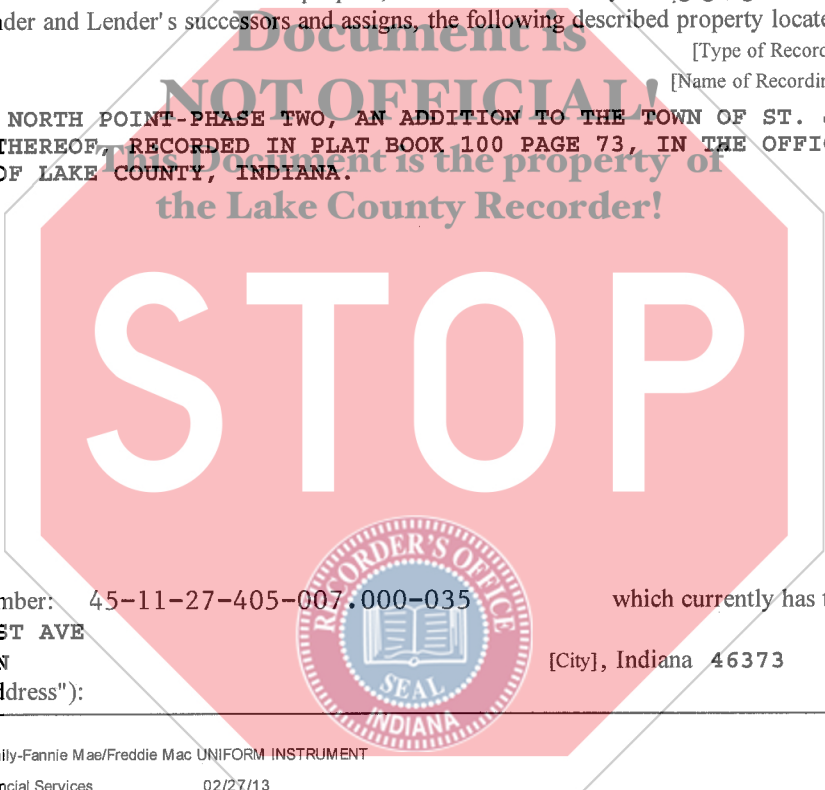 nder and Lender's successors and assigns, the following described property locate
Document is
[Type of Record
NOT OFFICIAL!
[Name of Recordin
NORTH POINT-PHASE TWO, AN ADDITION TO THE TOWN OF ST.
THEREOF, RECORDED IN PLAT BOOK 100 PAGE 73, IN THE OFFI
This Document is the property of
OF LAKE COUNTY, INDIANA.
the Lake County Recorder!
STOP
RECORDER'S OFFICE
mber: 45-11-27-405-007.000-035 which currently has t
ST AVE
N [City], Indiana 46373
ddress"):
SEAL
INDIANA
ily-Fannie Mae/Freddie Mac UNIFORM INSTRUMENT
ncial Services 02/27/13